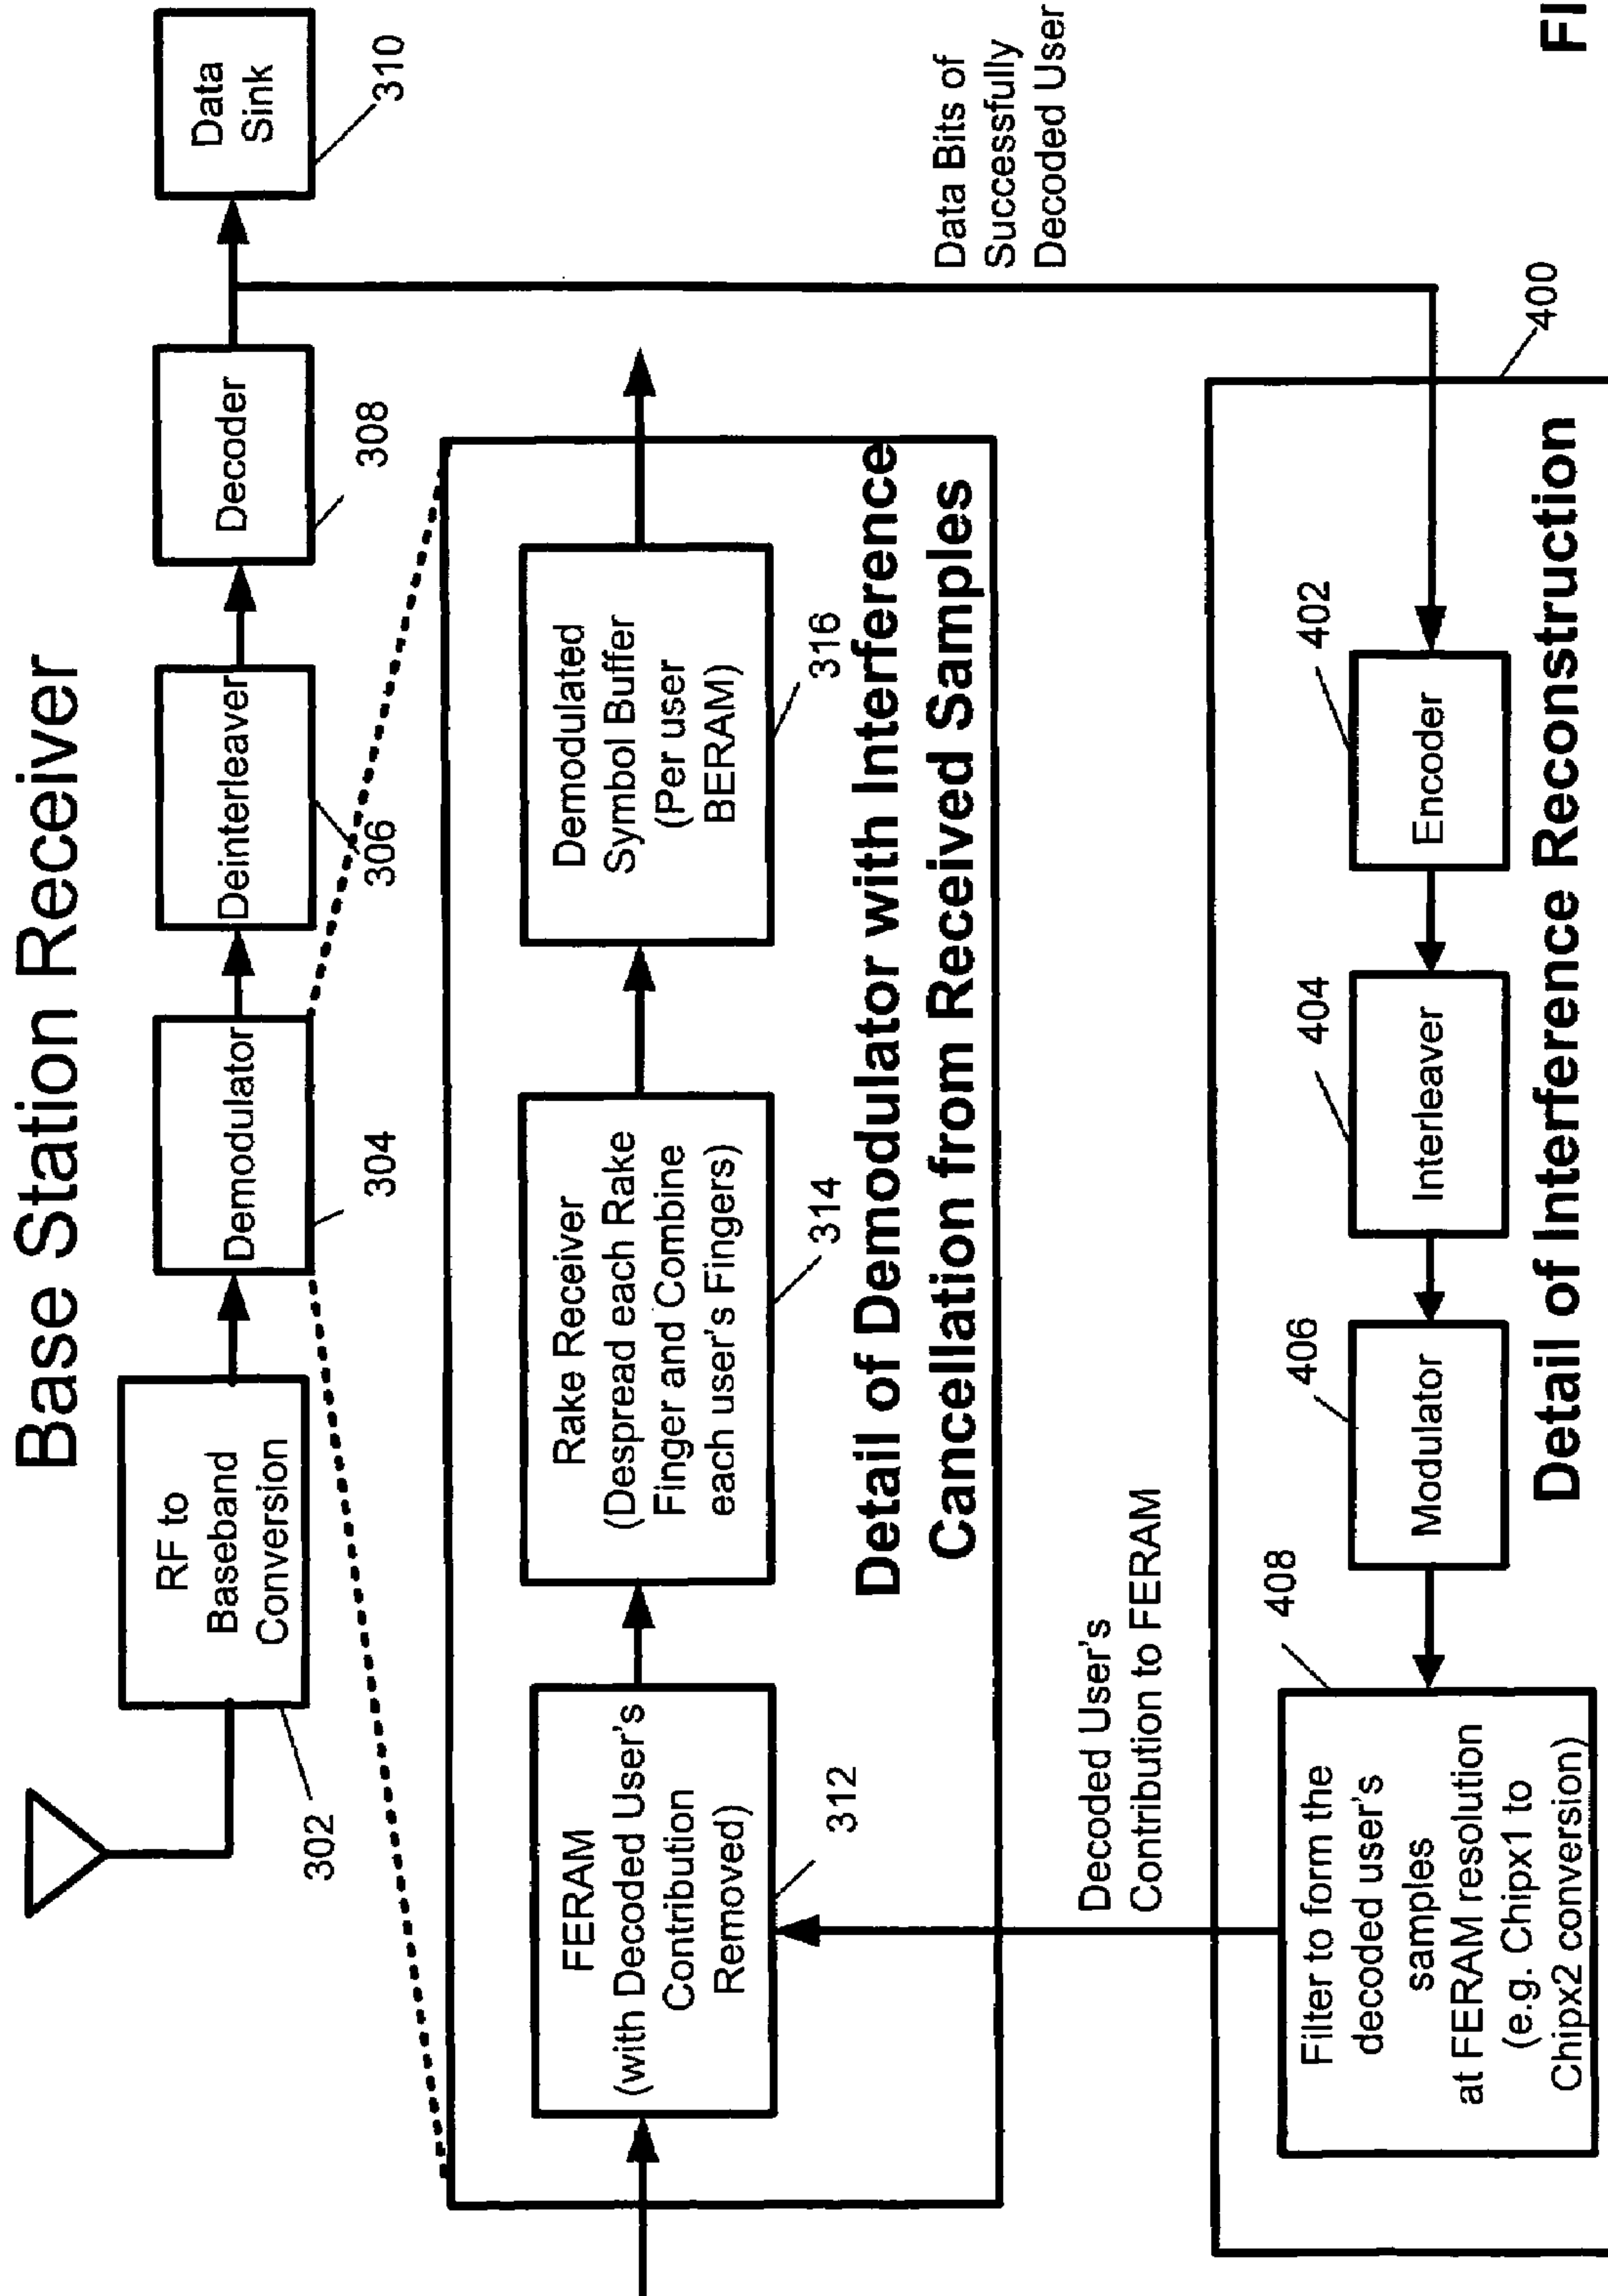 Base Station Receiver
RF to
Baseband
Conversion
302
Demodulator
304
Deinterleaver
306
Decoder
308
Data
Sink
310
FERAM
(with Decoded User's
Contribution
Removed)
312
Rake Receiver
(Despread each Rake
Finger and Combine
each user's Fingers)
314
Demodulated
Symbol Buffer
(Per user
BERAM)
316
Detail of Demodulator with Interference
Cancellation from Received Samples
Data Bits of
Successfully
Decoded User
Decoded User's
Contribution to FERAM
400
Filter to form the
decoded user's
samples
at FERAM resolution
(e.g. Chipx1 to
Chipx2 conversion)
408
Modulator
406
Interleaver
404
Encoder
402
Detail of Interference Reconstruction
FI